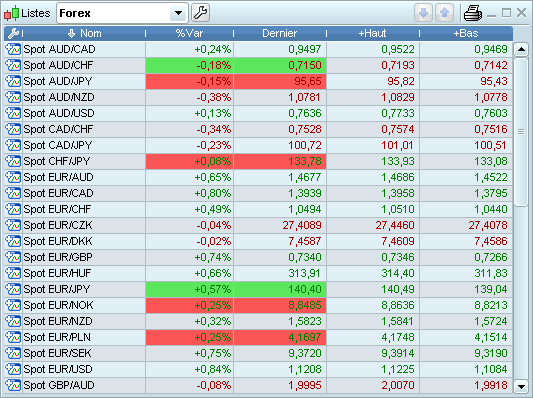 Listes Forex
Nom %Var Dernier +Haut +Bas
Spot AUD/CAD +0,24% 0,9497 0,9522 0,9469
Spot AUD/CHF -0,18% 0,7150 0,7193 0,7142
Spot AUD/JPY -0,15% 95,65 95,82 95,43
Spot AUD/NZD -0,38% 1,0781 1,0829 1,0778
Spot AUD/USD +0,13% 0,7636 0,7733 0,7603
Spot CAD/CHF -0,34% 0,7528 0,7574 0,7516
Spot CAD/JPY -0,23% 100,72 101,01 100,51
Spot CHF/JPY +0,08% 133,78 133,93 133,08
Spot EUR/AUD +0,65% 1,4677 1,4686 1,4522
Spot EUR/CAD +0,80% 1,3939 1,3958 1,3795
Spot EUR/CHF +0,49% 1,0494 1,0510 1,0440
Spot EUR/CZK -0,04% 27,4089 27,4460 27,4078
Spot EUR/DKK -0,02% 7,4587 7,4609 7,4586
Spot EUR/GBP +0,74% 0,7340 0,7346 0,7266
Spot EUR/HUF +0,66% 313,91 314,40 311,83
Spot EUR/JPY +0,57% 140,40 140,49 139,04
Spot EUR/NOK +0,25% 8,8485 8,8636 8,8213
Spot EUR/NZD +0,32% 1,5823 1,5841 1,5724
Spot EUR/PLN +0,25% 4,1697 4,1748 4,1514
Spot EUR/SEK +0,75% 9,3720 9,3914 9,3190
Spot EUR/USD +0,84% 1,1208 1,1225 1,1084
Spot GBP/AUD -0,08% 1,9995 2,0070 1,9918